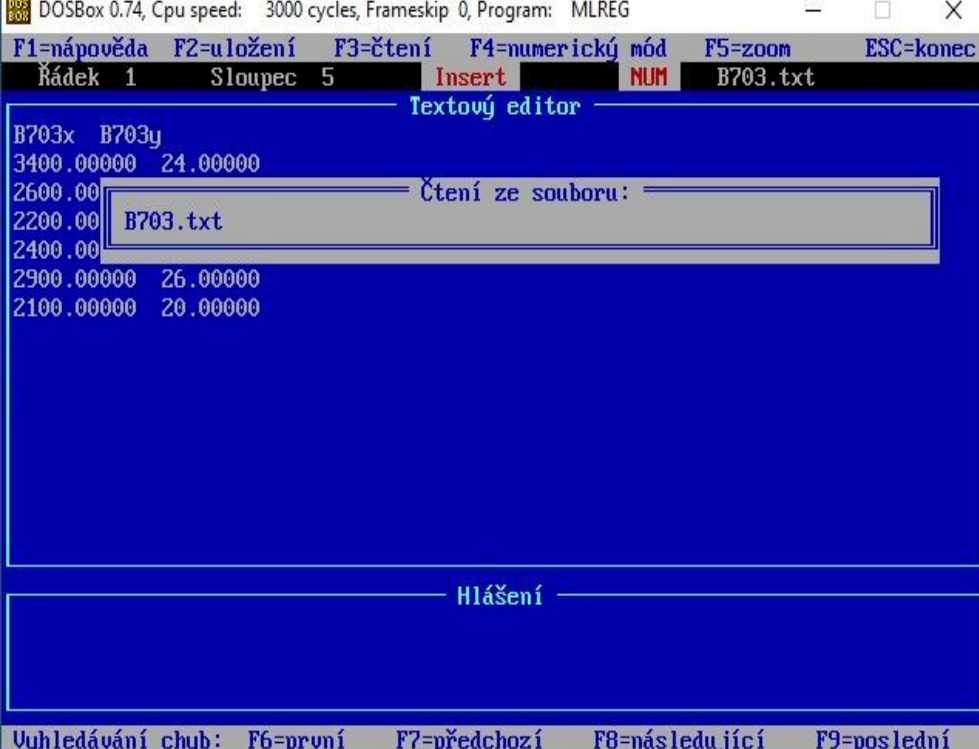 DOSBox 0.74, Cpu speed: 3000 cycles, Frameskip 0, Program: MLREG
F1=nápověda F2=uložení F3=čtení F4=numerický mód F5=zoom ESC=konec
Řádek 1 Sloupec 5 Insert NUM B703.txt
Textový editor
B703x B703y
3400.00000 24.00000
2600.00
Čtení ze souboru:
2200.00
B703.txt
2400.00
2900.00000 26.00000
2100.00000 20.00000
Hlášení
Vyhledávání chyb: F6=první F7=předchozí F8=následující F9=poslední